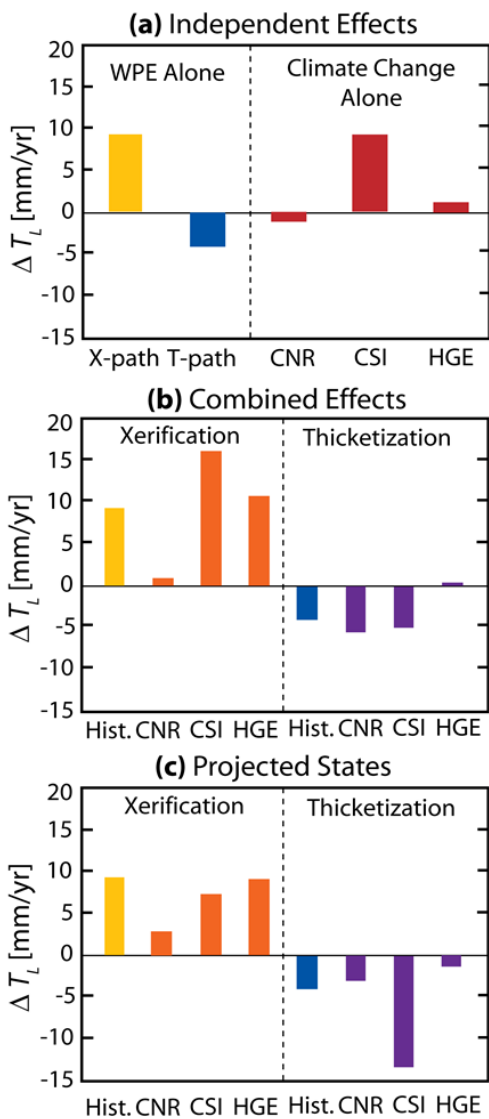 (a) Independent Effects
WPE Alone
Climate Change
Alone
20
15
10
5
0
-5
-10
-15
Δ T_L [mm/yr]
X-path T-path CNR CSI HGE
(b) Combined Effects
Xerification Thicketization
20
15
10
5
0
-5
-10
-15
Δ T_L [mm/yr]
Hist. CNR CSI HGE Hist. CNR CSI HGE
(c) Projected States
Xerification Thicketization
20
15
10
5
0
-5
-10
-15
Δ T_L [mm/yr]
Hist. CNR CSI HGE Hist. CNR CSI HGE